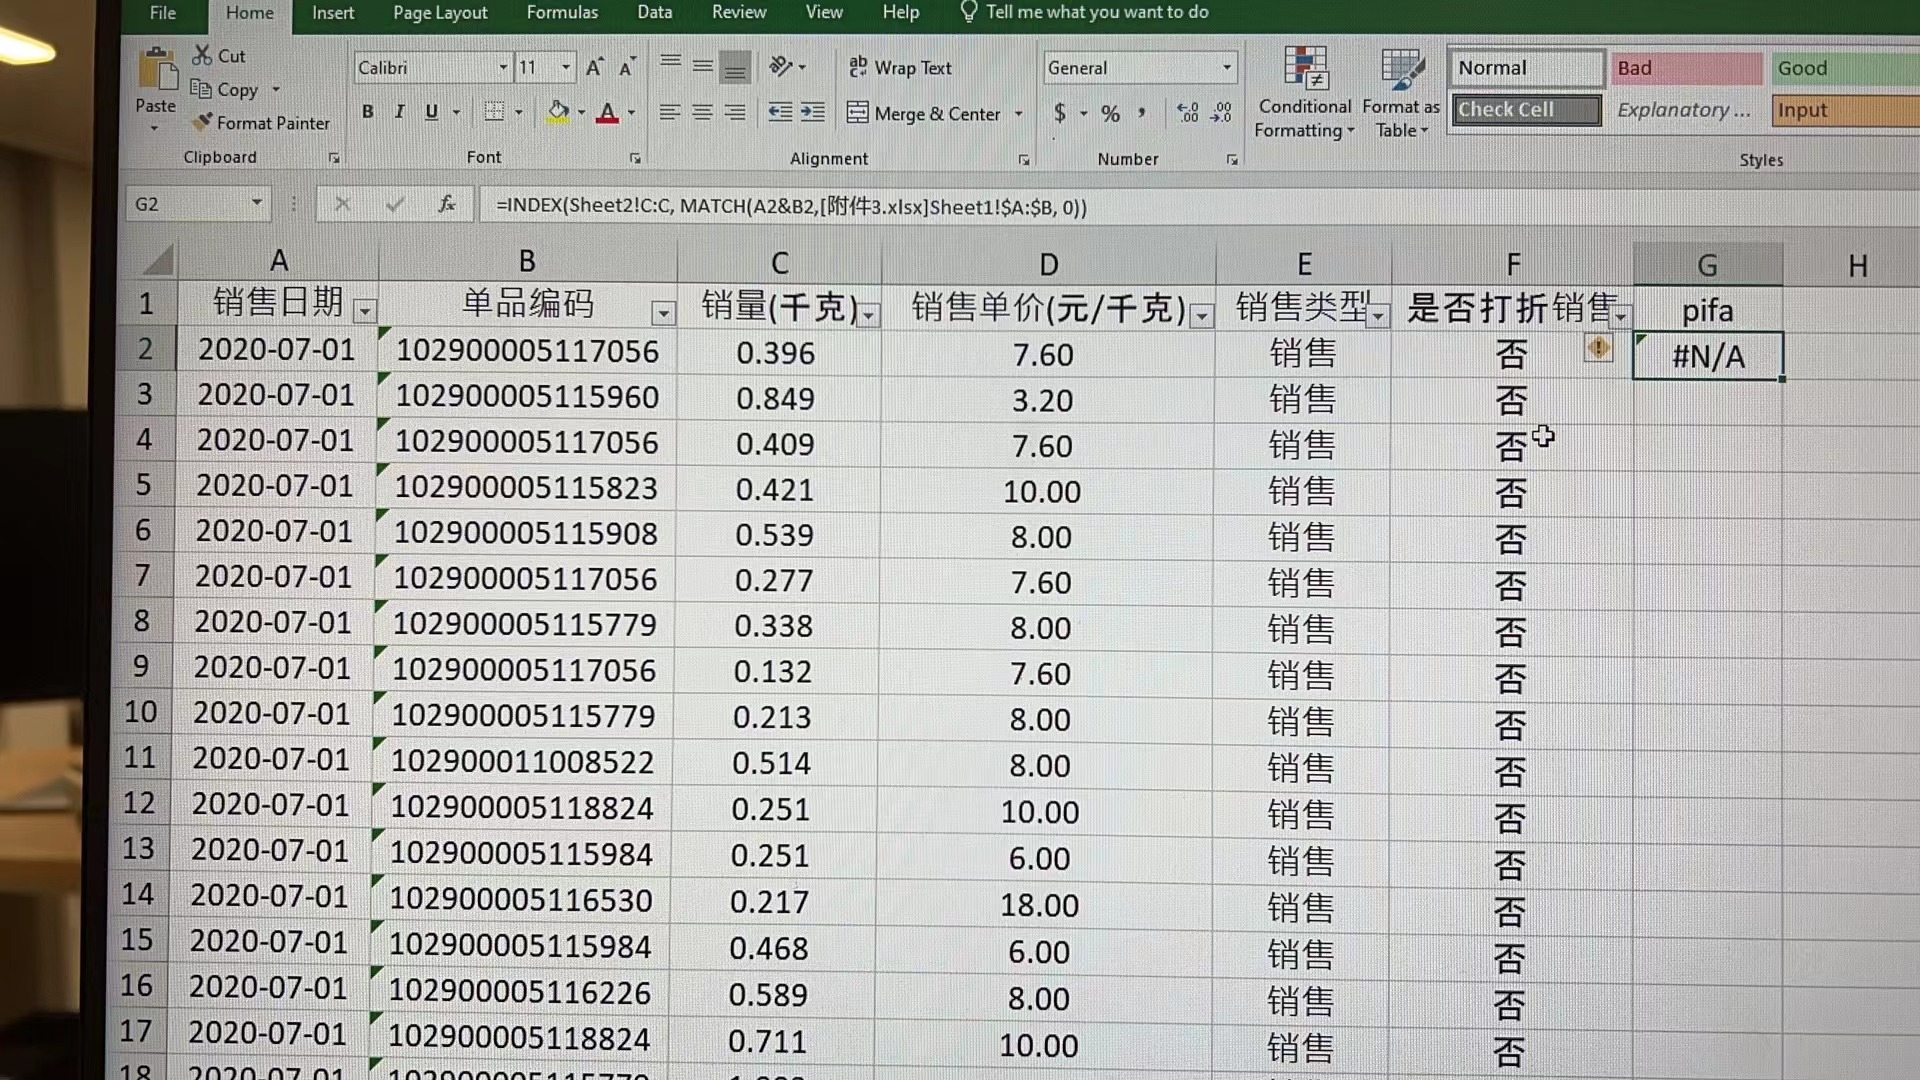 File Home Insert Page Layout Formulas Data Review View Help Tell me what you want to do
Cut
Copy
Format Painter
Paste
Clipboard
Calibri 11
B I U
Font
Wrap Text
Merge & Center
Alignment
General
$ % ,
Number
Conditional Formatting
Format as Table
Normal Bad Good
Check Cell Explanatory ... Input
Styles
G2 fx =INDEX(Sheet2!C:C, MATCH(A2&B2,[附件3.xlsx]Sheet1!$A:$B, 0))
A B C D E F G H
1 销售日期 单品编码 销量(千克) 销售单价(元/千克) 销售类型 是否打折销售 pifa
2 2020-07-01 102900005117056 0.396 7.60 销售 否 #N/A
3 2020-07-01 102900005115960 0.849 3.20 销售 否
4 2020-07-01 102900005117056 0.409 7.60 销售 否
5 2020-07-01 102900005115823 0.421 10.00 销售 否
6 2020-07-01 102900005115908 0.539 8.00 销售 否
7 2020-07-01 102900005117056 0.277 7.60 销售 否
8 2020-07-01 102900005115779 0.338 8.00 销售 否
9 2020-07-01 102900005117056 0.132 7.60 销售 否
10 2020-07-01 102900005115779 0.213 8.00 销售 否
11 2020-07-01 102900011008522 0.514 8.00 销售 否
12 2020-07-01 102900005118824 0.251 10.00 销售 否
13 2020-07-01 102900005115984 0.251 6.00 销售 否
14 2020-07-01 102900005116530 0.217 18.00 销售 否
15 2020-07-01 102900005115984 0.468 6.00 销售 否
16 2020-07-01 102900005116226 0.589 8.00 销售 否
17 2020-07-01 102900005118824 0.711 10.00 销售 否
18 2020-07-01